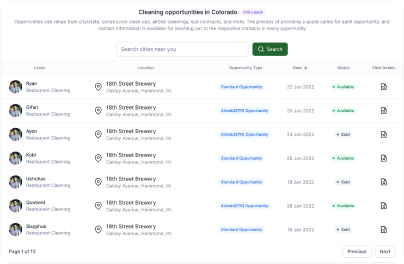 Cleaning opportunities in Colorado 240 Leads
Opportunities can range from city/state, construction clean ups, airbnb cleanings, sub contracts, and more. The process of providing a quote varies for each opportunity, and
contact information is available for reaching out to the respective contacts in every opportunity.
Search cities near you
Search
Leads Location Opportunity Type Date ↓ Status View Details
Ryan
Restaurant Cleaning
18th Street Brewery
Oakley Avenue, Hammond, IN
Standard Opportunity
22 Jan 2022
Available
Gifari
Restaurant Cleaning
18th Street Brewery
Oakley Avenue, Hammond, IN
Airbnb/STR Opportunity
20 Jan 2022
Available
Ayon
Restaurant Cleaning
18th Street Brewery
Oakley Avenue, Hammond, IN
Airbnb/STR Opportunity
24 Jan 2022
Sold
Kobi
Restaurant Cleaning
18th Street Brewery
Oakley Avenue, Hammond, IN
Standard Opportunity
26 Jan 2022
Available
Uchchas
Restaurant Cleaning
18th Street Brewery
Oakley Avenue, Hammond, IN
Standard Opportunity
18 Jan 2022
Sold
Quotient
Restaurant Cleaning
18th Street Brewery
Oakley Avenue, Hammond, IN
Airbnb/STR Opportunity
28 Jan 2022
Available
Sisyphus
Restaurant Cleaning
18th Street Brewery
Oakley Avenue, Hammond, IN
Standard Opportunity
16 Jan 2022
Sold
Page 1 of 10
Previous
Next